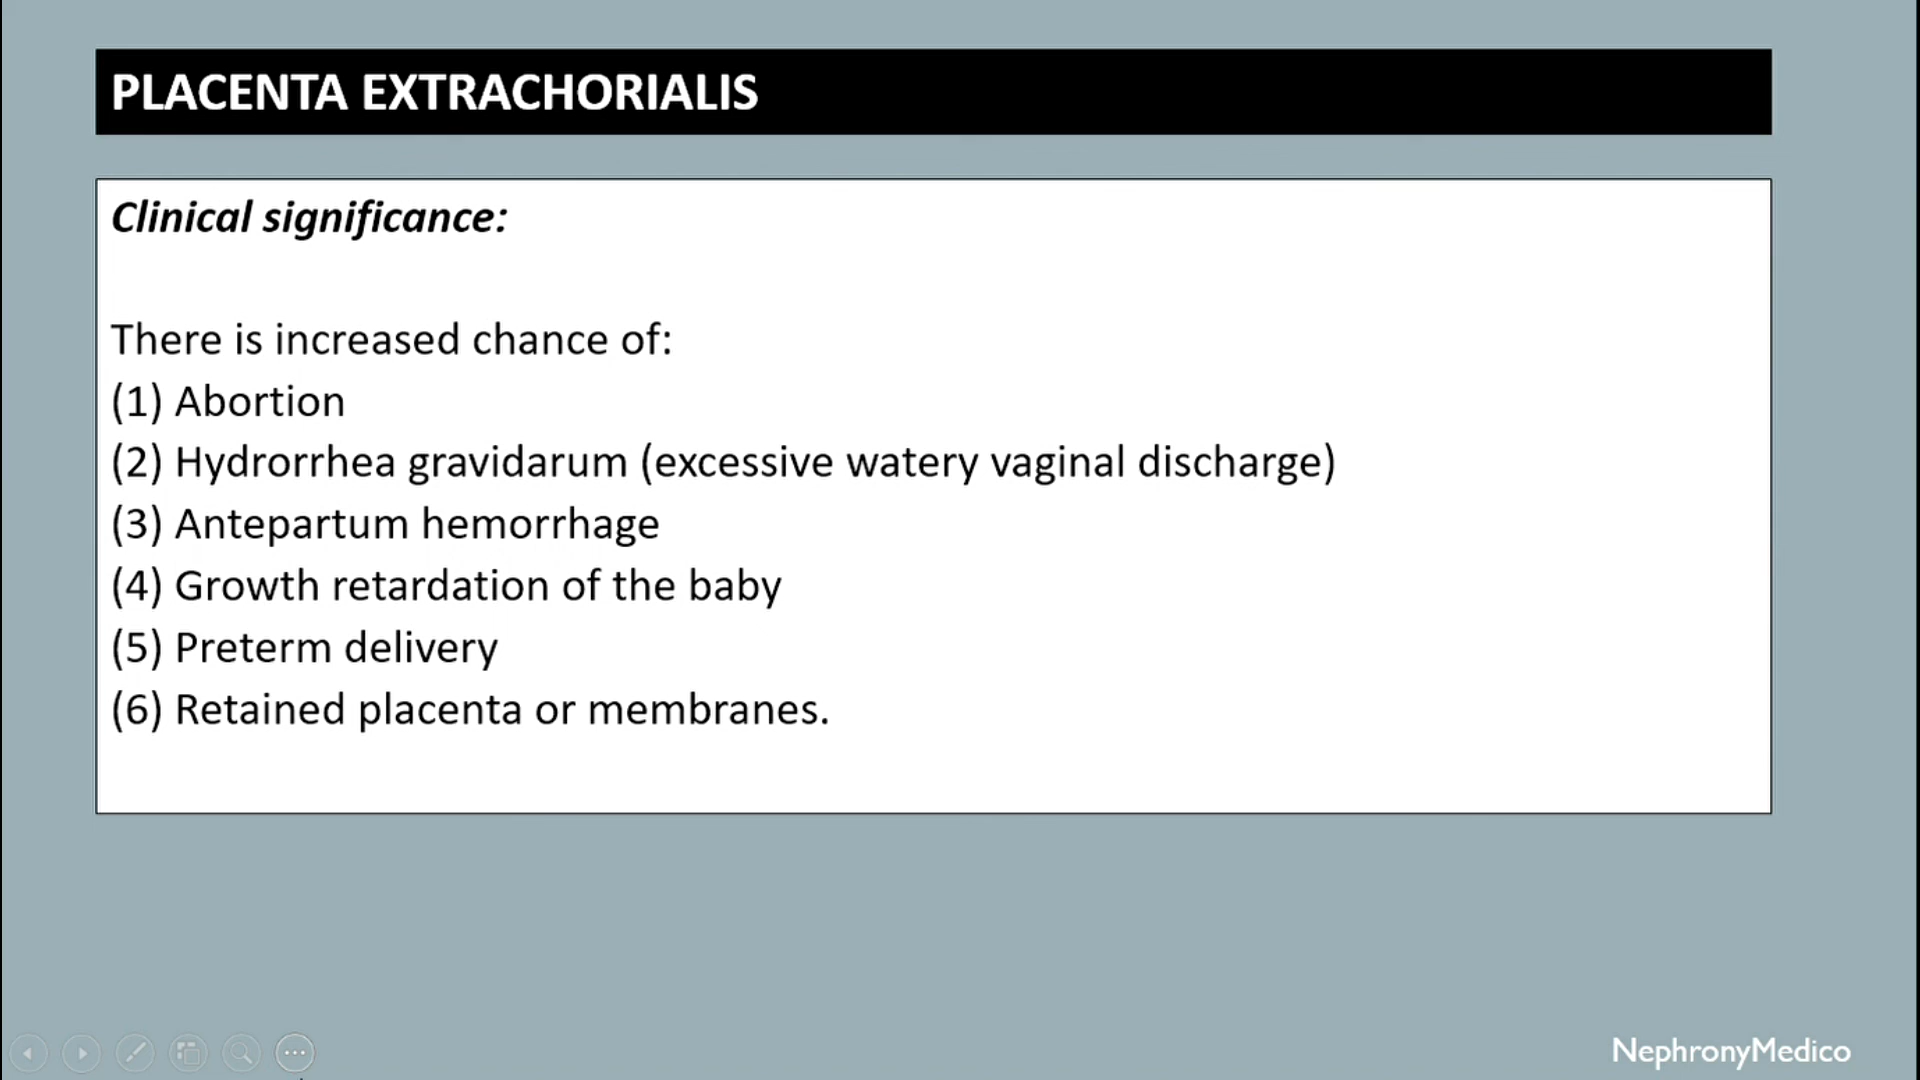 PLACENTA EXTRACHORIALIS
Clinical significance:
There is increased chance of:
(1) Abortion
(2) Hydrorrhea gravidarum (excessive watery vaginal discharge)
(3) Antepartum hemorrhage
(4) Growth retardation of the baby
(5) Preterm delivery
(6) Retained placenta or membranes.
NephronyMedico